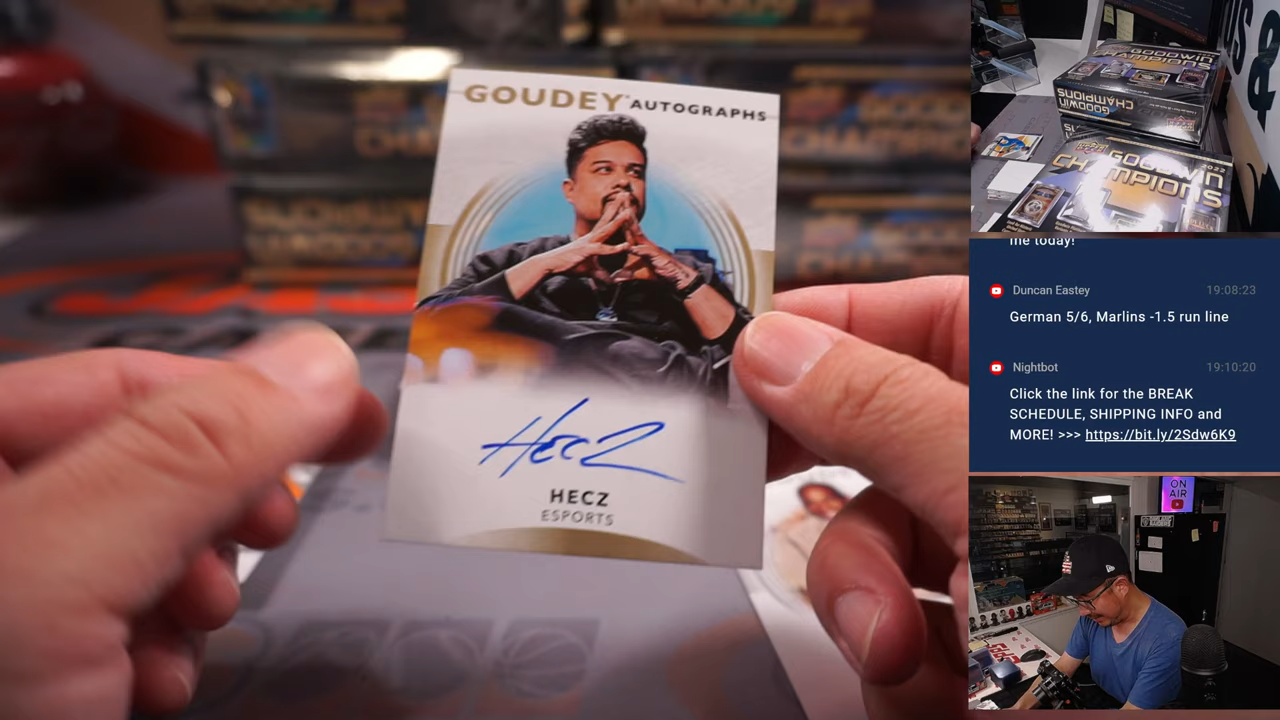 GOUDEY AUTOGRAPHS
Hecz
HECZ
ESPORTS
GOODWIN
CHAMPIONS
GOODWIN
CHAMPIONS
2022
US &
me today!
Duncan Eastey 19:08:23
German 5/6, Marlins -1.5 run line
Nightbot 19:10:20
Click the link for the BREAK
SCHEDULE, SHIPPING INFO and
MORE! >>> https://bit.ly/2Sdw6K9
ON
AIR